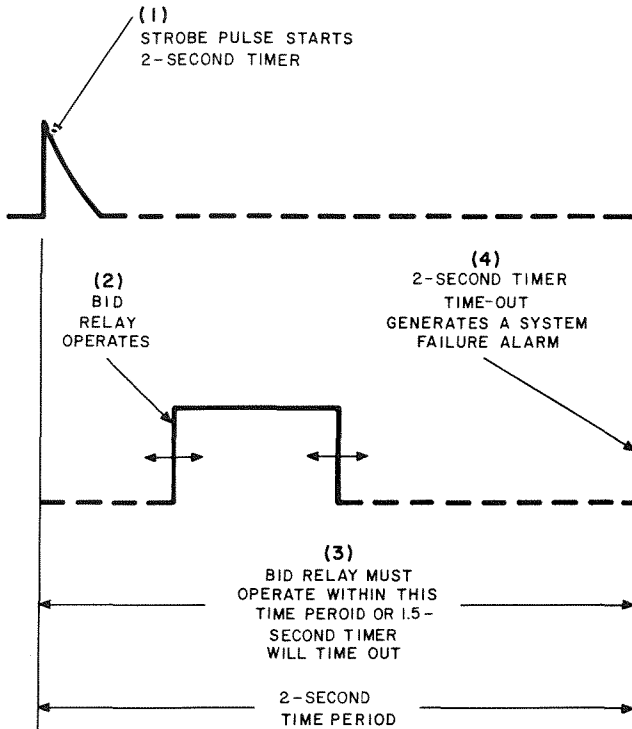 (1)
STROBE PULSE STARTS
2-SECOND TIMER
(2)
BID
RELAY
OPERATES
(4)
2-SECOND TIMER
TIME-OUT
GENERATES A SYSTEM
FAILURE ALARM
(3)
BID RELAY MUST
OPERATE WITHIN THIS
TIME PEROID OR 1.5-
SECOND TIMER
WILL TIME OUT
2-SECOND
TIME PERIOD